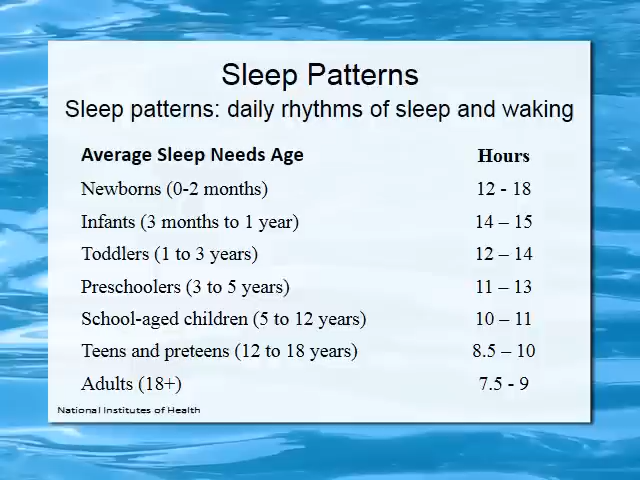 Sleep Patterns
Sleep patterns: daily rhythms of sleep and waking
Average Sleep Needs Age Hours
Newborns (0-2 months) 12 - 18
Infants (3 months to 1 year) 14 – 15
Toddlers (1 to 3 years) 12 – 14
Preschoolers (3 to 5 years) 11 – 13
School-aged children (5 to 12 years) 10 – 11
Teens and preteens (12 to 18 years) 8.5 – 10
Adults (18+) 7.5 - 9
National Institutes of Health